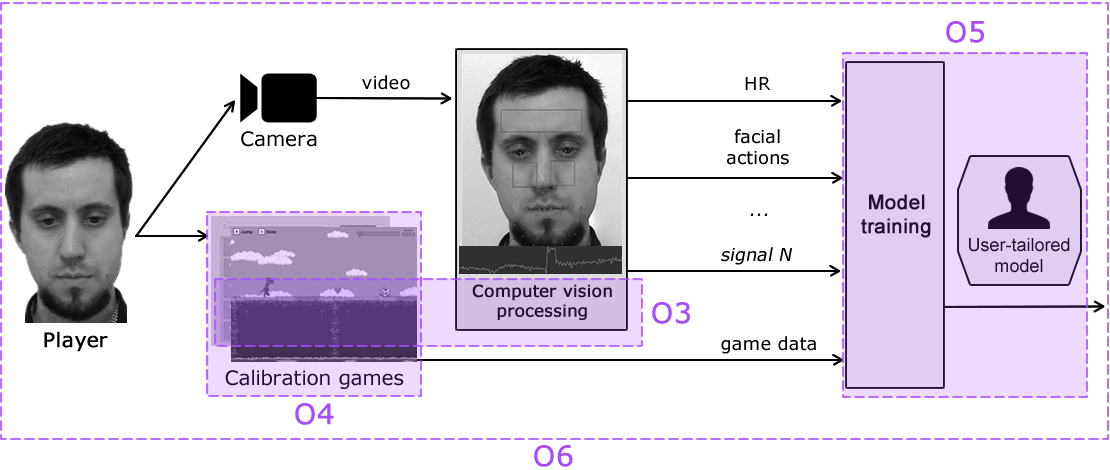 O5
video
HR
Camera
facial
actions
...
Model
training
Jump
Slide
User-tailored
model
signal N
Computer vision
processing
O3
Player
game data
Calibration games
O4
O6